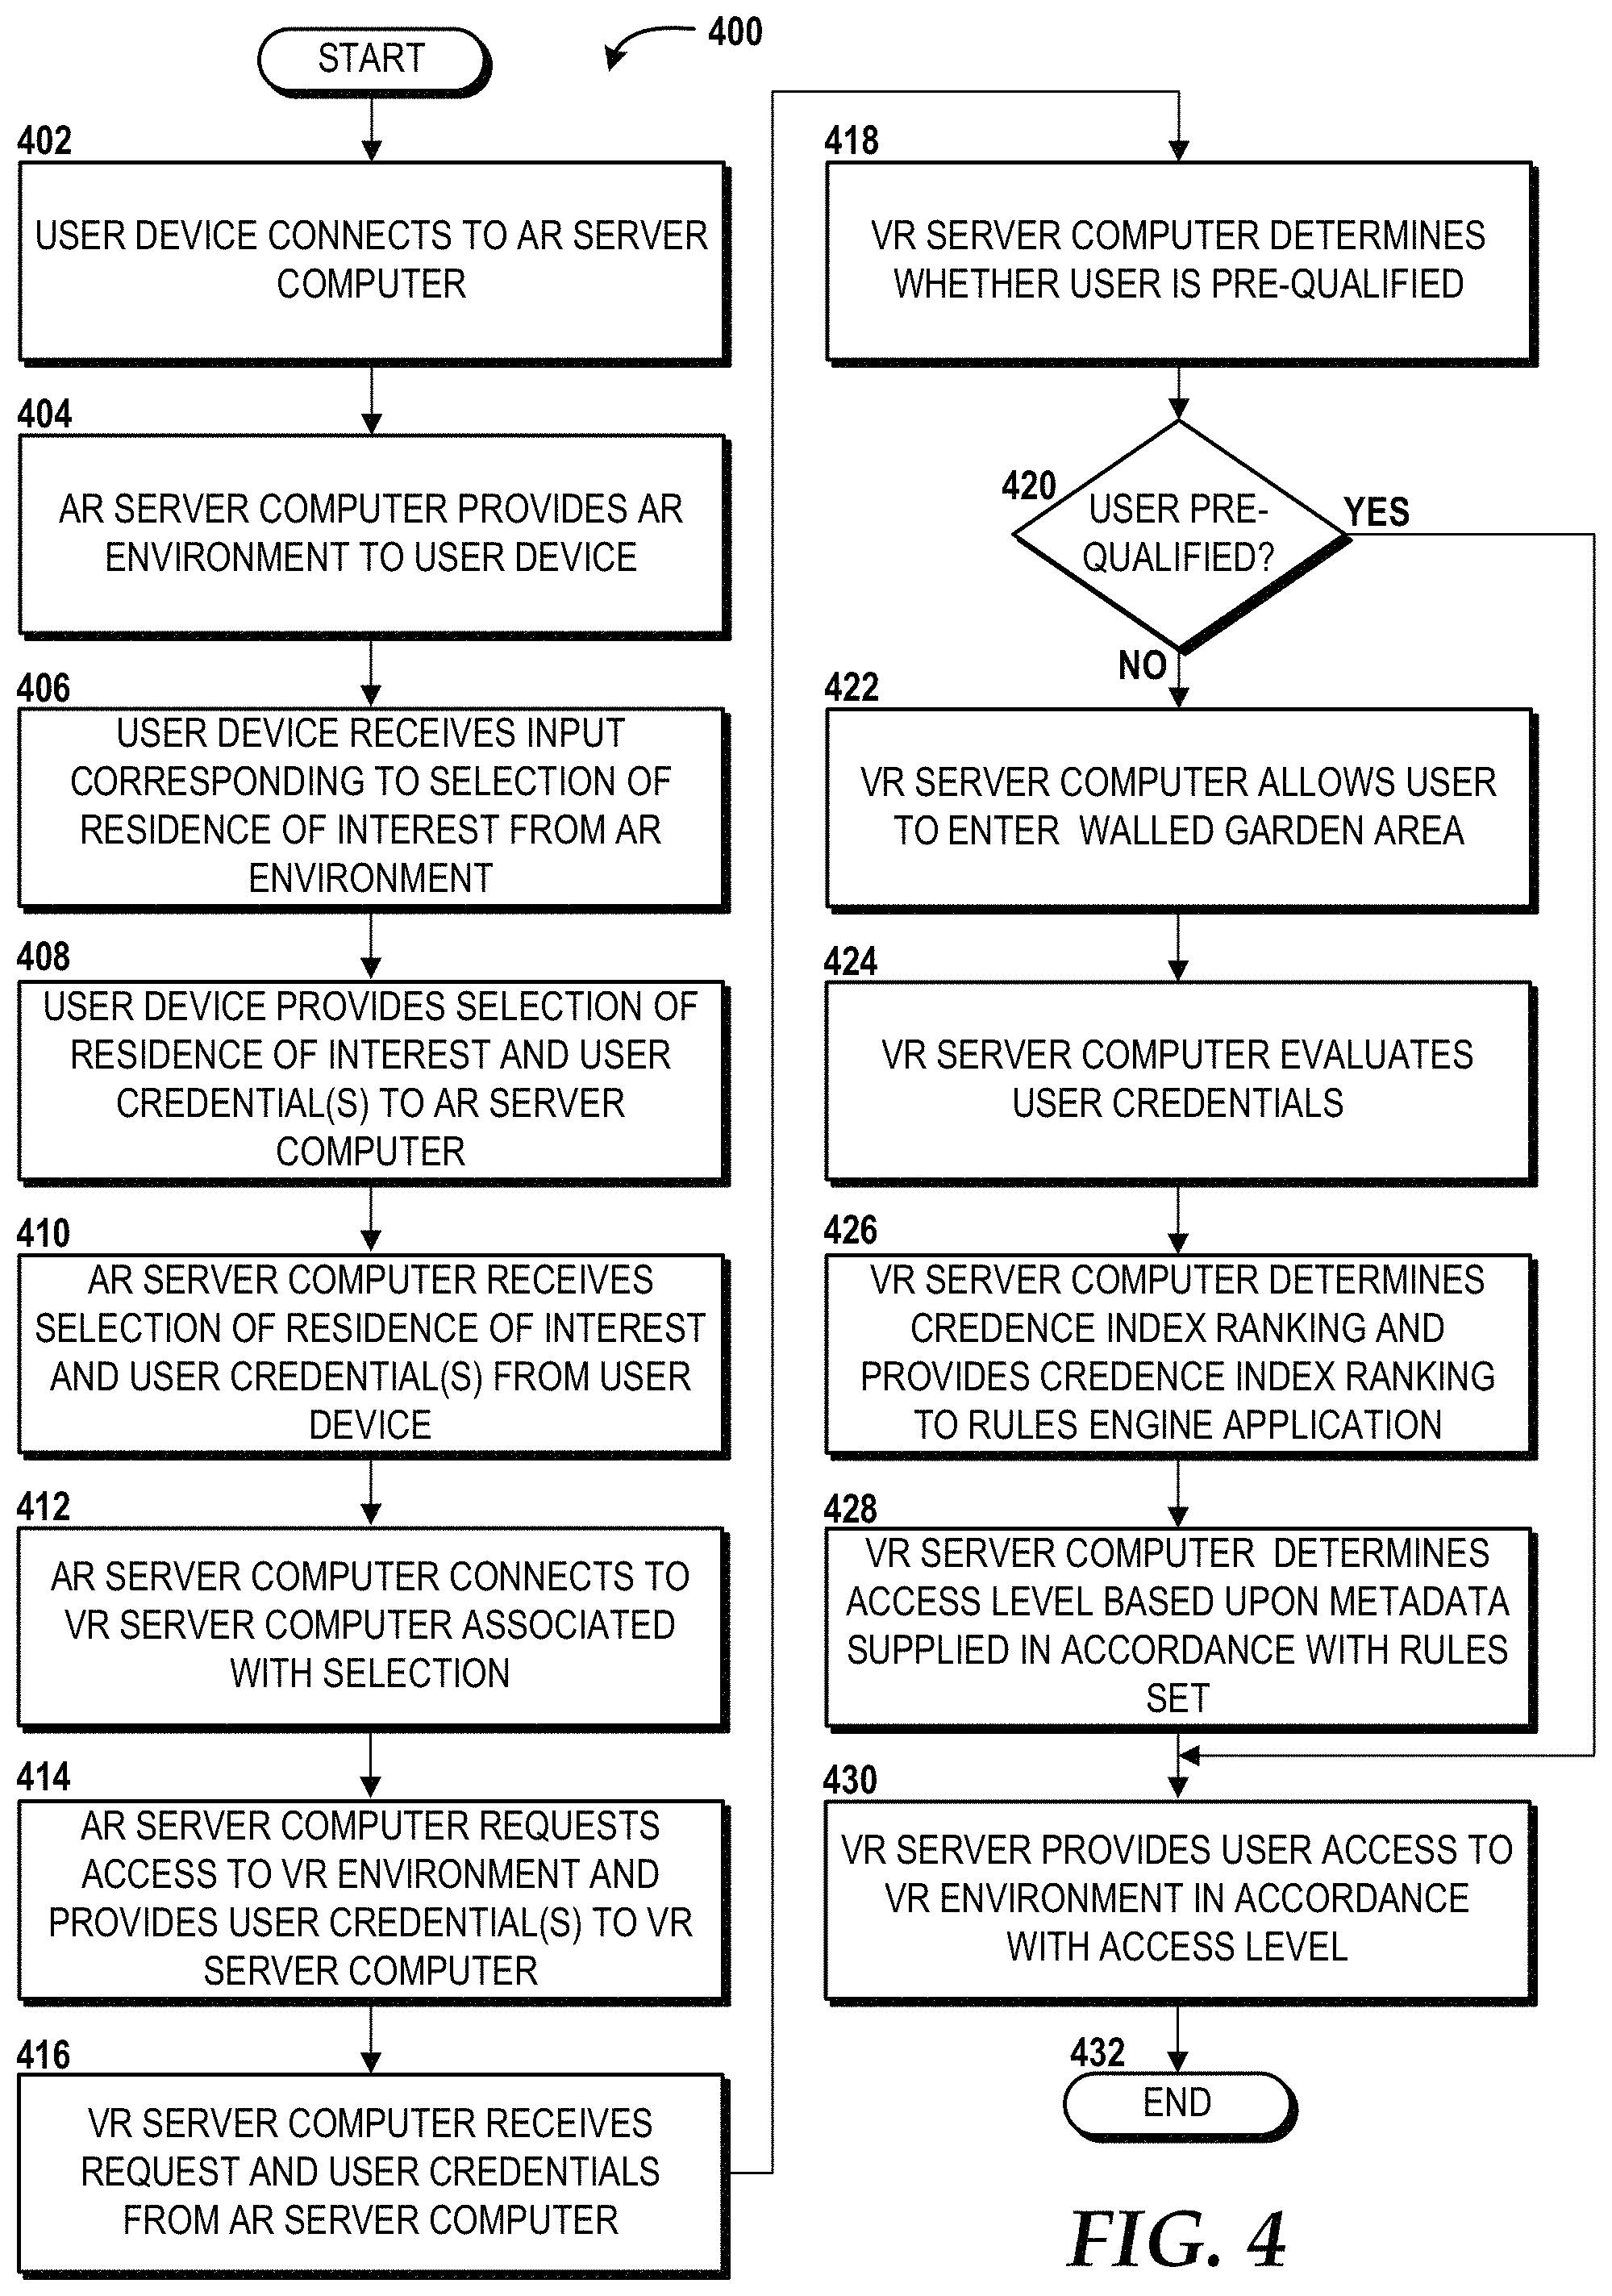 START
400
402
USER DEVICE CONNECTS TO AR SERVER
COMPUTER
404
AR SERVER COMPUTER PROVIDES AR
ENVIRONMENT TO USER DEVICE
406
USER DEVICE RECEIVES INPUT
CORRESPONDING TO SELECTION OF
RESIDENCE OF INTEREST FROM AR
ENVIRONMENT
408
USER DEVICE PROVIDES SELECTION OF
RESIDENCE OF INTEREST AND USER
CREDENTIAL(S) TO AR SERVER
COMPUTER
410
AR SERVER COMPUTER RECEIVES
SELECTION OF RESIDENCE OF INTEREST
AND USER CREDENTIAL(S) FROM USER
DEVICE
412
AR SERVER COMPUTER CONNECTS TO
VR SERVER COMPUTER ASSOCIATED
WITH SELECTION
414
AR SERVER COMPUTER REQUESTS
ACCESS TO VR ENVIRONMENT AND
PROVIDES USER CREDENTIAL(S) TO VR
SERVER COMPUTER
416
VR SERVER COMPUTER RECEIVES
REQUEST AND USER CREDENTIALS
FROM AR SERVER COMPUTER
418
VR SERVER COMPUTER DETERMINES
WHETHER USER IS PRE-QUALIFIED
420
USER PRE-
QUALIFIED?
YES
NO
422
VR SERVER COMPUTER ALLOWS USER
TO ENTER WALLED GARDEN AREA
424
VR SERVER COMPUTER EVALUATES
USER CREDENTIALS
426
VR SERVER COMPUTER DETERMINES
CREDENCE INDEX RANKING AND
PROVIDES CREDENCE INDEX RANKING
TO RULES ENGINE APPLICATION
428
VR SERVER COMPUTER DETERMINES
ACCESS LEVEL BASED UPON METADATA
SUPPLIED IN ACCORDANCE WITH RULES
SET
430
VR SERVER PROVIDES USER ACCESS TO
VR ENVIRONMENT IN ACCORDANCE
WITH ACCESS LEVEL
432
END
FIG. 4